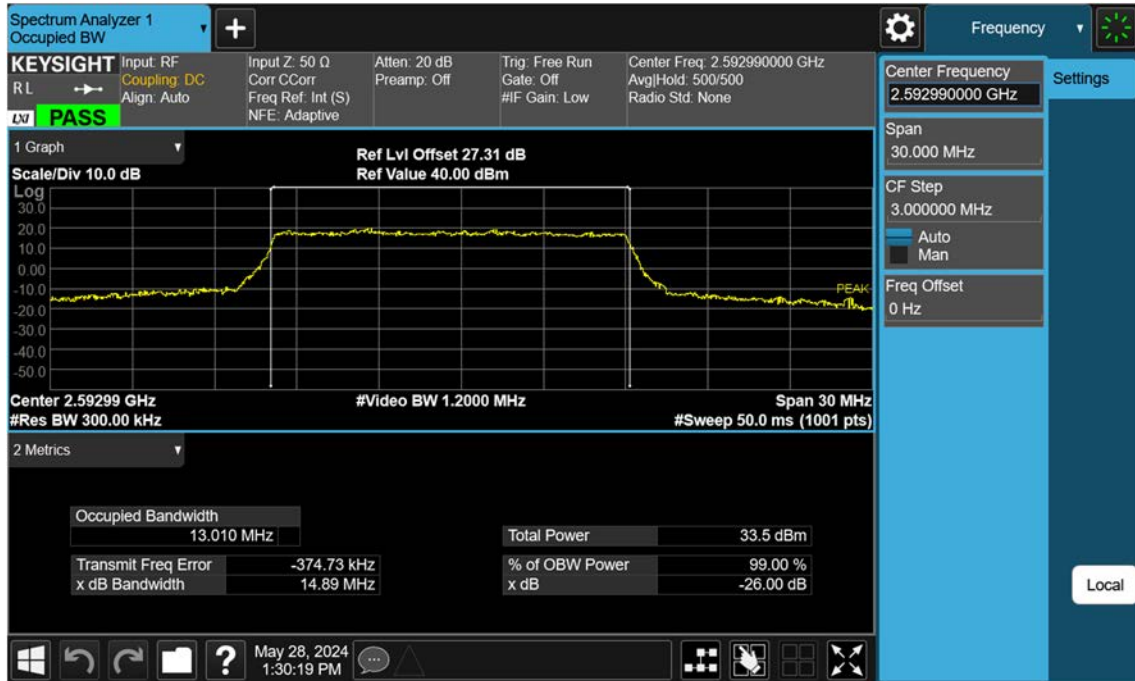 Spectrum Analyzer 1
Occupied BW
+
Frequency
KEYSIGHT
R L
LXI PASS
Input: RF
Coupling: DC
Align: Auto
Input Z: 50 Ω
Corr CCorr
Freq Ref: Int (S)
NFE: Adaptive
Atten: 20 dB
Preamp: Off
Trig: Free Run
Gate: Off
#IF Gain: Low
Center Freq: 2.592990000 GHz
Avg|Hold: 500/500
Radio Std: None
Center Frequency
2.592990000 GHz
Settings
Span
30.000 MHz
CF Step
3.000000 MHz
Auto
Man
Freq Offset
0 Hz
Local
1 Graph
Scale/Div 10.0 dB
Ref Lvl Offset 27.31 dB
Ref Value 40.00 dBm
Log
30.0
20.0
10.0
0.00
-10.0
-20.0
-30.0
-40.0
-50.0
PEAK
Center 2.59299 GHz
#Video BW 1.2000 MHz
Span 30 MHz
#Res BW 300.00 kHz
#Sweep 50.0 ms (1001 pts)
2 Metrics
Occupied Bandwidth
13.010 MHz
Total Power 33.5 dBm
Transmit Freq Error -374.73 kHz
% of OBW Power 99.00 %
x dB Bandwidth 14.89 MHz
x dB -26.00 dB
?
May 28, 2024
1:30:19 PM